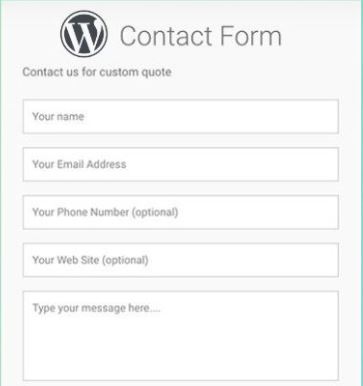 Contact Form
Contact us for custom quote
Your name
Your Email Address
Your Phone Number (optional)
Your Web Site (optional)
Type your message here....